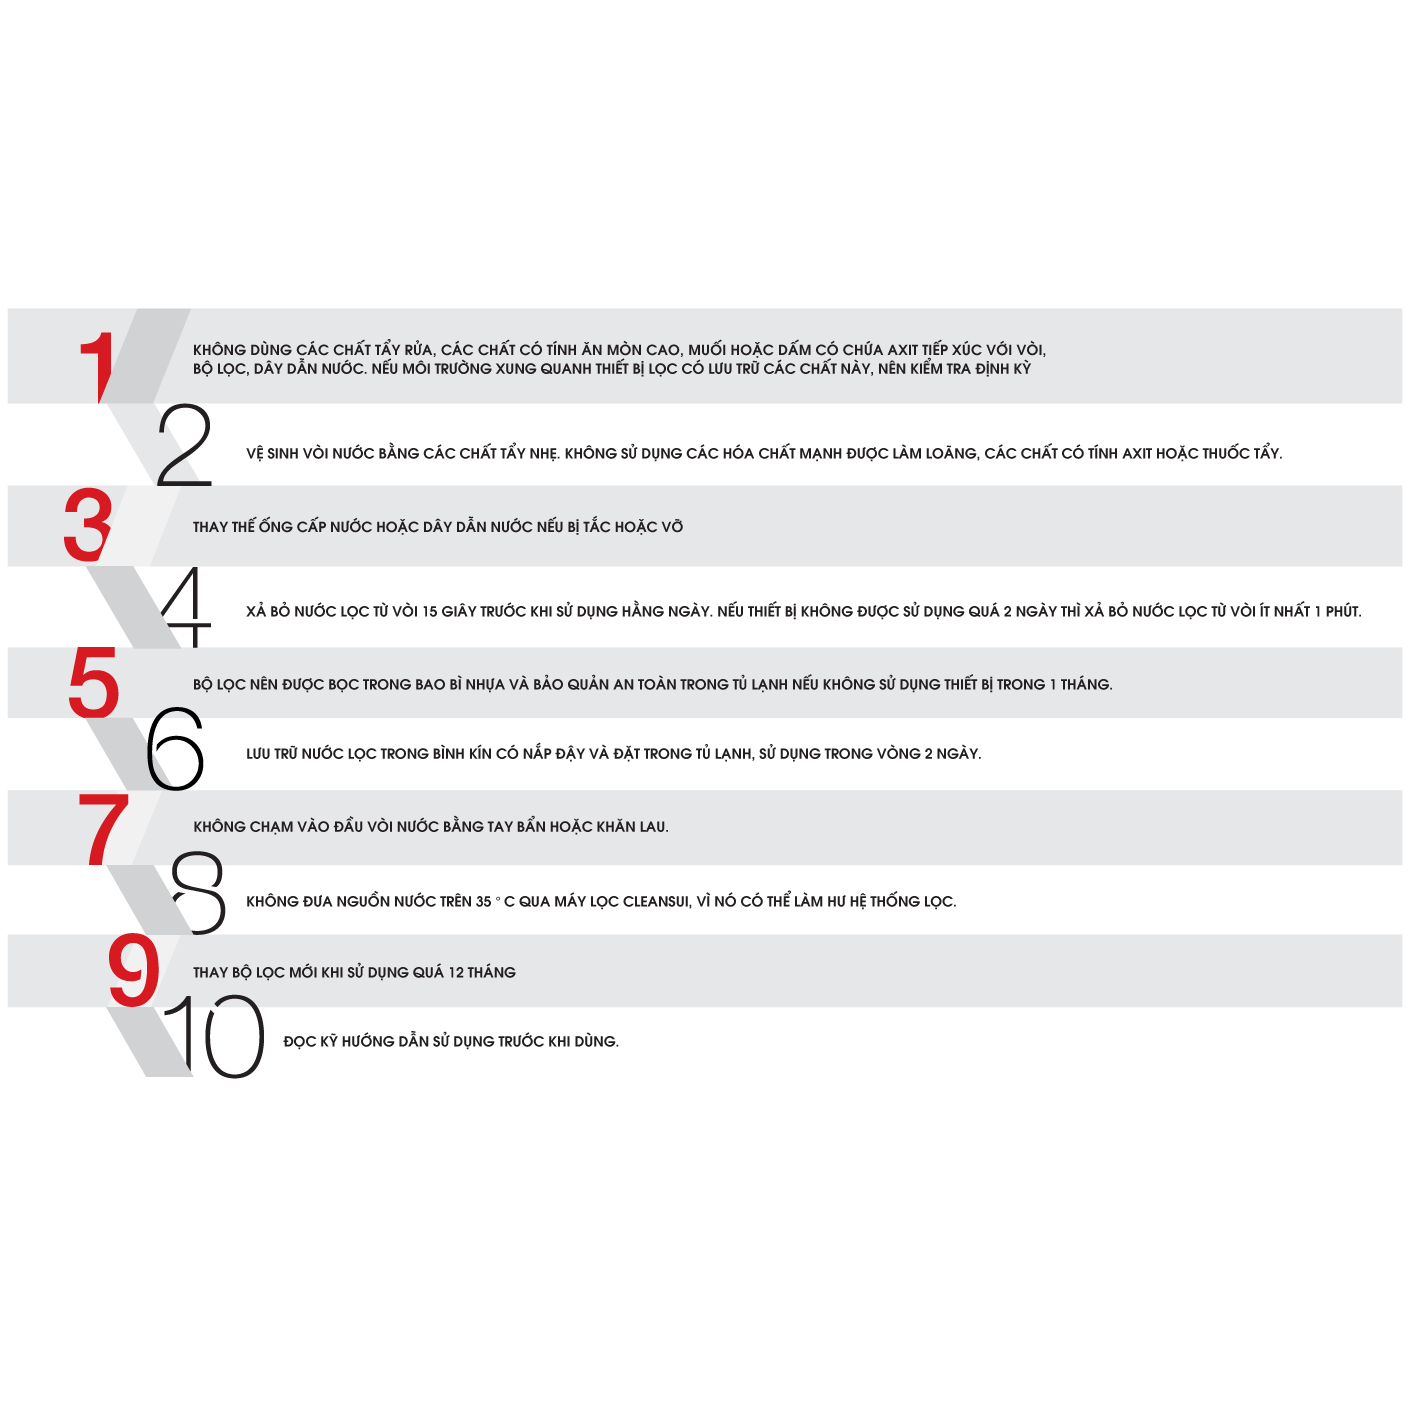 1
KHÔNG DÙNG CÁC CHẤT TẨY RỬA, CÁC CHẤT CÓ TÍNH ĂN MÒN CAO, MUỐI HOẶC DẤM CÓ CHỨA AXIT TIẾP XÚC VỚI VÒI,
BỘ LỌC, DÂY DẪN NƯỚC. NẾU MÔI TRƯỜNG XUNG QUANH THIẾT BỊ LỌC CÓ LƯU TRỮ CÁC CHẤT NÀY, NÊN KIỂM TRA ĐỊNH KỲ
2
VỆ SINH VÒI NƯỚC BẰNG CÁC CHẤT TẨY NHẸ. KHÔNG SỬ DỤNG CÁC HÓA CHẤT MẠNH ĐƯỢC LÀM LOÃNG, CÁC CHẤT CÓ TÍNH AXIT HOẶC THUỐC TẨY.
3
THAY THẾ ỐNG CẤP NƯỚC HOẶC DÂY DẪN NƯỚC NẾU BỊ TẮC HOẶC VỠ
4
XẢ BỎ NƯỚC LỌC TỪ VÒI 15 GIÂY TRƯỚC KHI SỬ DỤNG HẰNG NGÀY. NẾU THIẾT BỊ KHÔNG ĐƯỢC SỬ DỤNG QUÁ 2 NGÀY THÌ XẢ BỎ NƯỚC LỌC TỪ VÒI ÍT NHẤT 1 PHÚT.
5
BỘ LỌC NÊN ĐƯỢC BỌC TRONG BAO BÌ NHỰA VÀ BẢO QUẢN AN TOÀN TRONG TỦ LẠNH NẾU KHÔNG SỬ DỤNG THIẾT BỊ TRONG 1 THÁNG.
6
LƯU TRỮ NƯỚC LỌC TRONG BÌNH KÍN CÓ NẮP ĐẬY VÀ ĐẶT TRONG TỦ LẠNH, SỬ DỤNG TRONG VÒNG 2 NGÀY.
7
KHÔNG CHẠM VÀO ĐẦU VÒI NƯỚC BẰNG TAY BẨN HOẶC KHĂN LAU.
8
KHÔNG ĐƯA NGUỒN NƯỚC TRÊN 35 ° C QUA MÁY LỌC CLEANSUI, VÌ NÓ CÓ THỂ LÀM HƯ HỆ THỐNG LỌC.
9
THAY BỘ LỌC MỚI KHI SỬ DỤNG QUÁ 12 THÁNG
10
ĐỌC KỸ HƯỚNG DẪN SỬ DỤNG TRƯỚC KHI DÙNG.